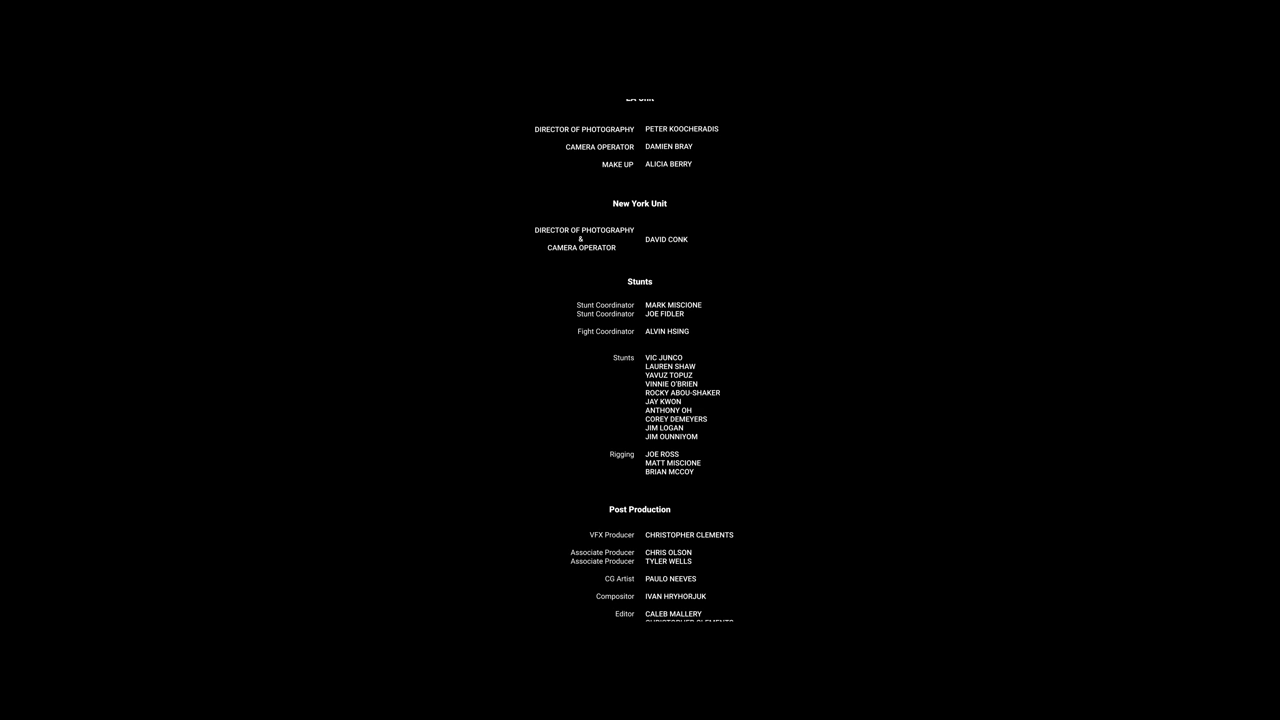 LA Unit
DIRECTOR OF PHOTOGRAPHY PETER KOOCHERADIS
CAMERA OPERATOR DAMIEN BRAY
MAKE UP ALICIA BERRY
New York Unit
DIRECTOR OF PHOTOGRAPHY
&
CAMERA OPERATOR
DAVID CONK
Stunts
Stunt Coordinator MARK MISCIONE
Stunt Coordinator JOE FIDLER
Fight Coordinator ALVIN HSING
Stunts VIC JUNCO
LAUREN SHAW
YAVUZ TOPUZ
VINNIE O'BRIEN
ROCKY ABOU-SHAKER
JAY KWON
ANTHONY OH
COREY DEMEYERS
JIM LOGAN
JIM OUNNIYOM
Rigging JOE ROSS
MATT MISCIONE
BRIAN MCCOY
Post Production
VFX Producer CHRISTOPHER CLEMENTS
Associate Producer CHRIS OLSON
Associate Producer TYLER WELLS
CG Artist PAULO NEEVES
Compositor IVAN HRYHORJUK
Editor CALEB MALLERY
CHRISTOPHER CLEMENTS